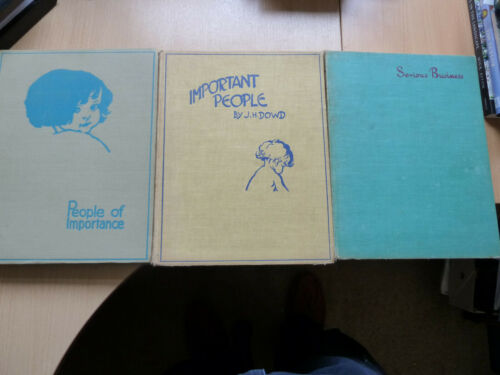 People of
Importance
IMPORTANT
PEOPLE
BY J.H. DOWD
Serious Business